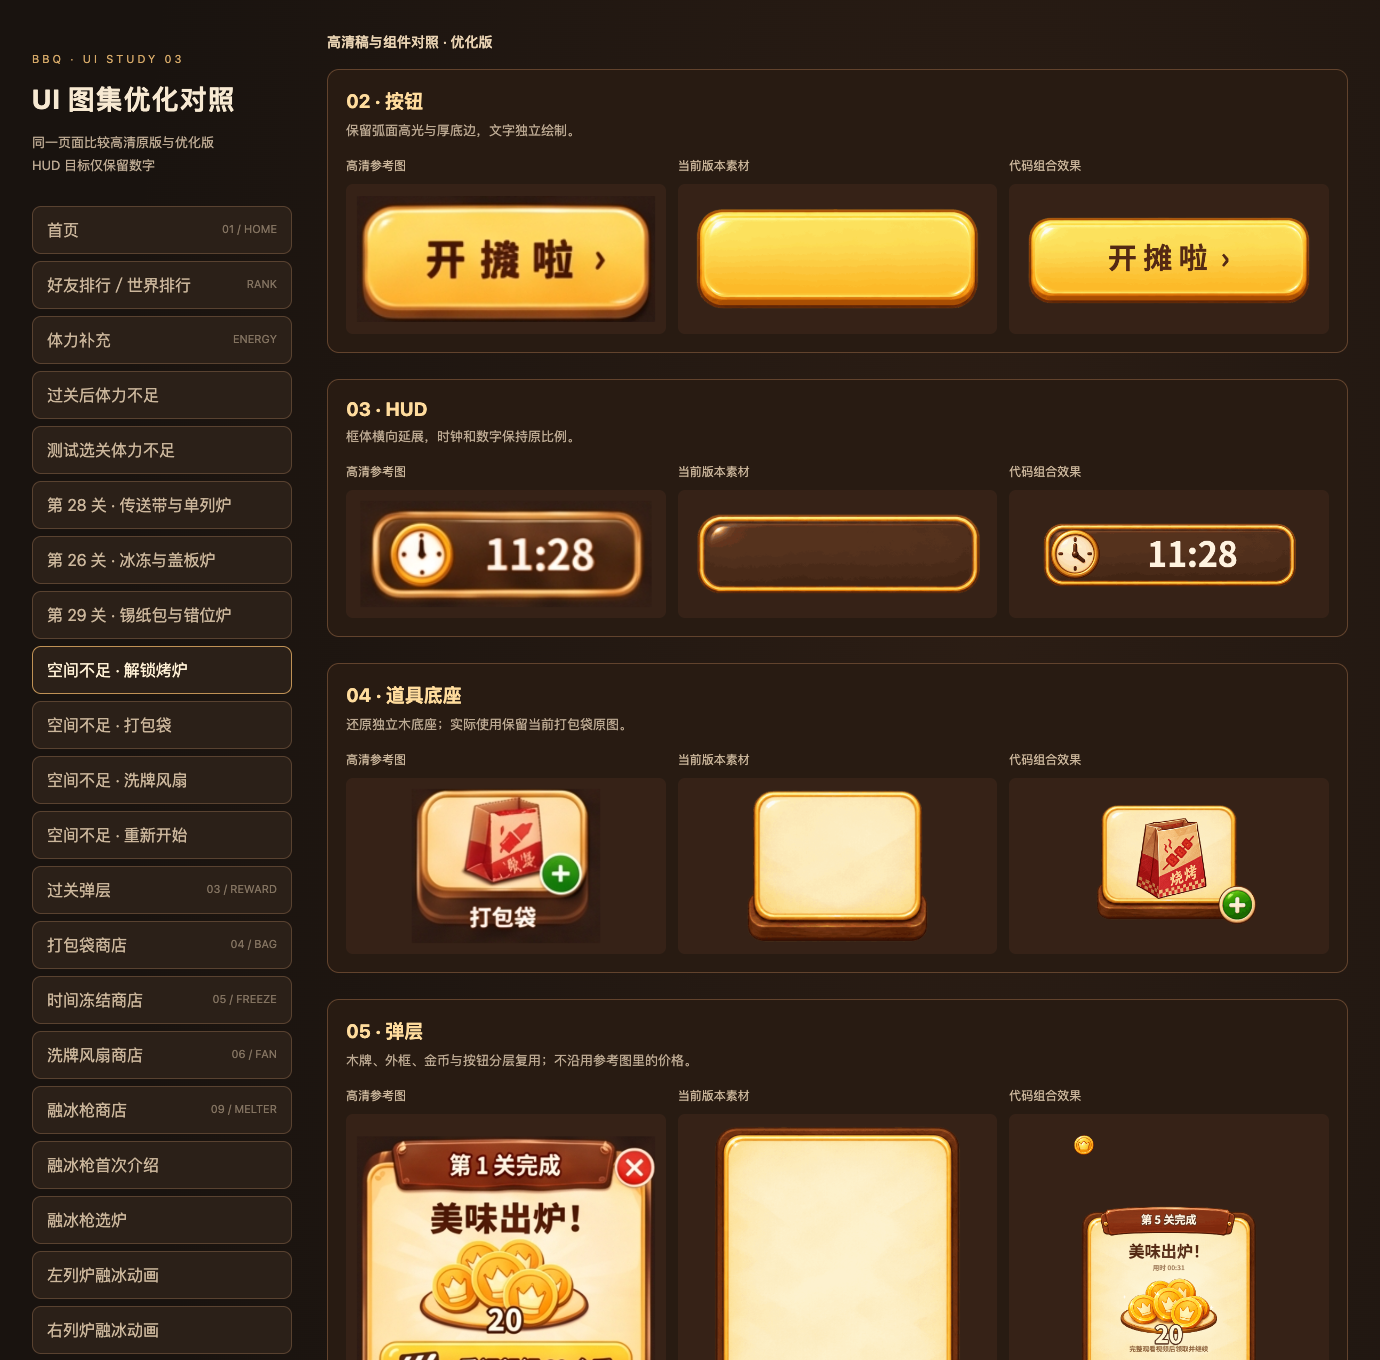 BBQ · UI STUDY 03
UI 图集优化对照
同一页面比较高清原版与优化版
HUD 目标仅保留数字
首页 01 / HOME
好友排行 / 世界排行 RANK
体力补充 ENERGY
过关后体力不足
测试选关体力不足
第 28 关 · 传送带与单列炉
第 26 关 · 冰冻与盖板炉
第 29 关 · 锡纸包与错位炉
空间不足 · 解锁烤炉
空间不足 · 打包袋
空间不足 · 洗牌风扇
空间不足 · 重新开始
过关弹层 03 / REWARD
打包袋商店 04 / BAG
时间冻结商店 05 / FREEZE
洗牌风扇商店 06 / FAN
融冰枪商店 09 / MELTER
融冰枪首次介绍
融冰枪选炉
左列炉融冰动画
右列炉融冰动画
高清稿与组件对照 · 优化版
02 · 按钮
保留弧面高光与厚底边，文字独立绘制。
高清参考图 当前版本素材 代码组合效果
开 啦 ›
开摊啦 ›
03 · HUD
框体横向延展，时钟和数字保持原比例。
高清参考图 当前版本素材 代码组合效果
11:28
11:28
04 · 道具底座
还原独立木底座；实际使用保留当前打包袋原图。
高清参考图 当前版本素材 代码组合效果
打包袋
烧烤
05 · 弹层
木牌、外框、金币与按钮分层复用；不沿用参考图里的价格。
高清参考图 当前版本素材 代码组合效果
第 1 关完成
美味出炉！
20
第 5 关完成
美味出炉！
用时 00:31
20
完整观看视频后领取并继续